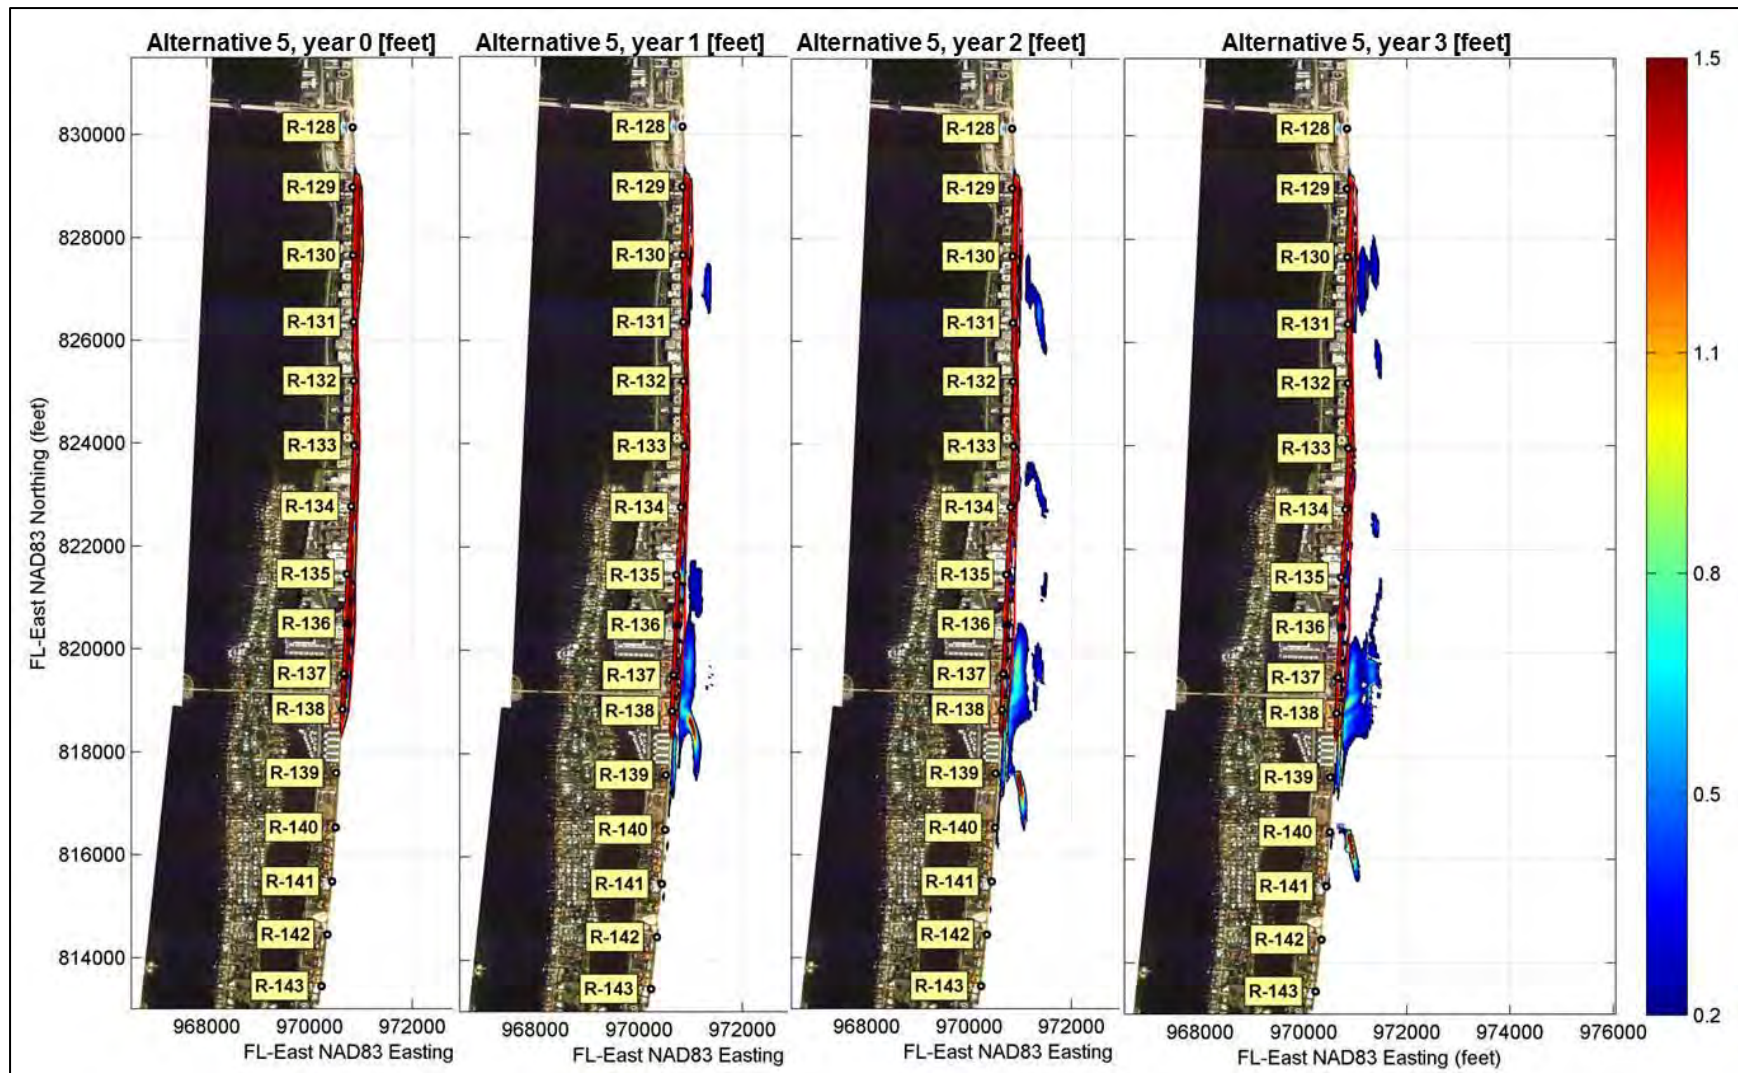 Alternative 5, year 0 [feet]
Alternative 5, year 1 [feet]
Alternative 5, year 2 [feet]
Alternative 5, year 3 [feet]
FL-East NAD83 Northing (feet)
830000
828000
826000
824000
822000
820000
818000
816000
814000
R-128
R-129
R-130
R-131
R-132
R-133
R-134
R-135
R-136
R-137
R-138
R-139
R-140
R-141
R-142
R-143
968000 970000 972000
FL-East NAD83 Easting
R-128
R-129
R-130
R-131
R-132
R-133
R-134
R-135
R-136
R-137
R-138
R-139
R-140
R-141
R-142
R-143
968000 970000 972000
FL-East NAD83 Easting
R-128
R-129
R-130
R-131
R-132
R-133
R-134
R-135
R-136
R-137
R-138
R-139
R-140
R-141
R-142
R-143
968000 970000 972000
FL-East NAD83 Easting
R-128
R-129
R-130
R-131
R-132
R-133
R-134
R-135
R-136
R-137
R-138
R-139
R-140
R-141
R-142
R-143
968000 970000 972000 974000 976000
FL-East NAD83 Easting (feet)
1.5
1.1
0.8
0.5
0.2